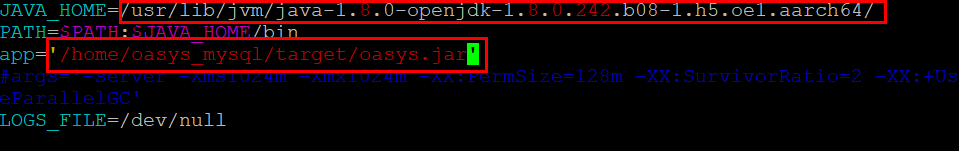 JAVA_HOME=/usr/lib/jvm/java-1.8.0-openjdk-1.8.0.242.b08-1.h5.oe1.aarch64/
PATH=$PATH:$JAVA_HOME/bin
app='/home/oasys_mysql/target/oasys.jar'
#args='-server -Xms1024m -Xmx1024m -XX:PermSize=128m -XX:SurvivorRatio=2 -XX:+Us
eParallelGC'
LOGS_FILE=/dev/null